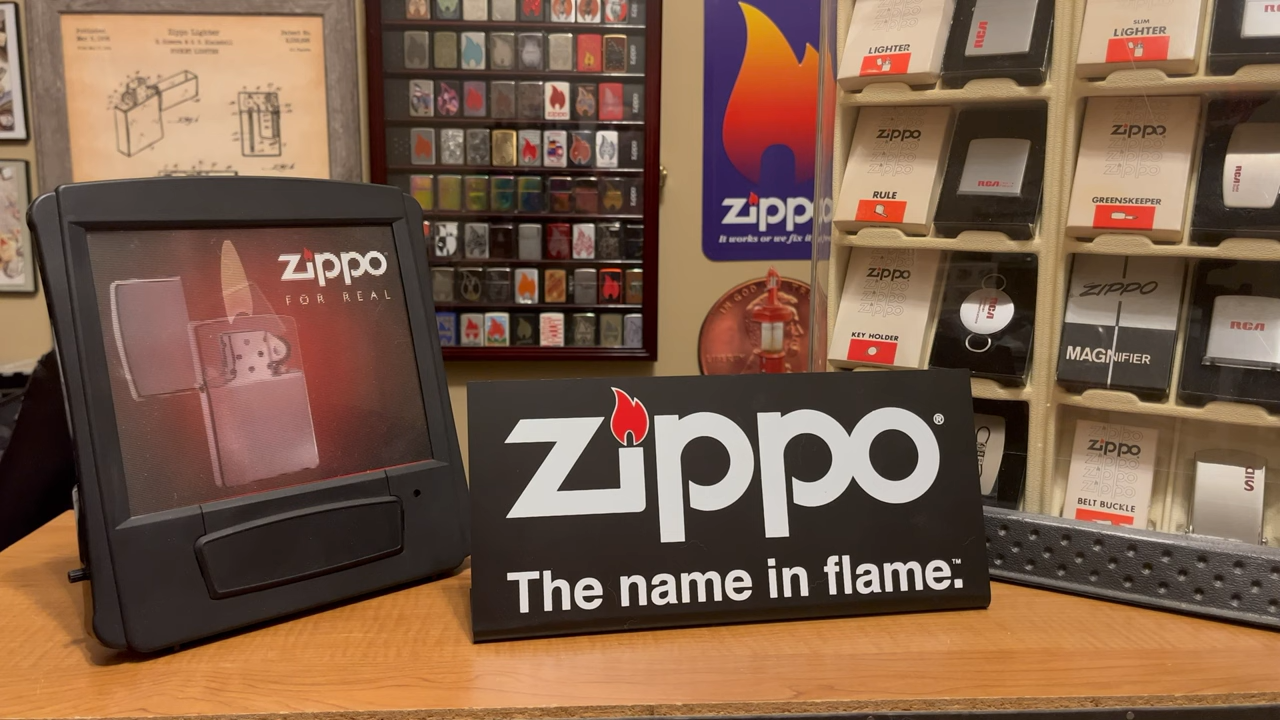 Zippo Lighter
zippo
FOR REAL
zippo
The name in flame.™
zippo
It works or we fix it
LIGHTER
RCA
SLIM
LIGHTER
zippo
RULE
RCA
zippo
GREENSKEEPER
RCA
zippo
KEY HOLDER
RCA
ZIPPO
MAGNIFIER
RCA
zippo
BELT BUCKLE
SIG